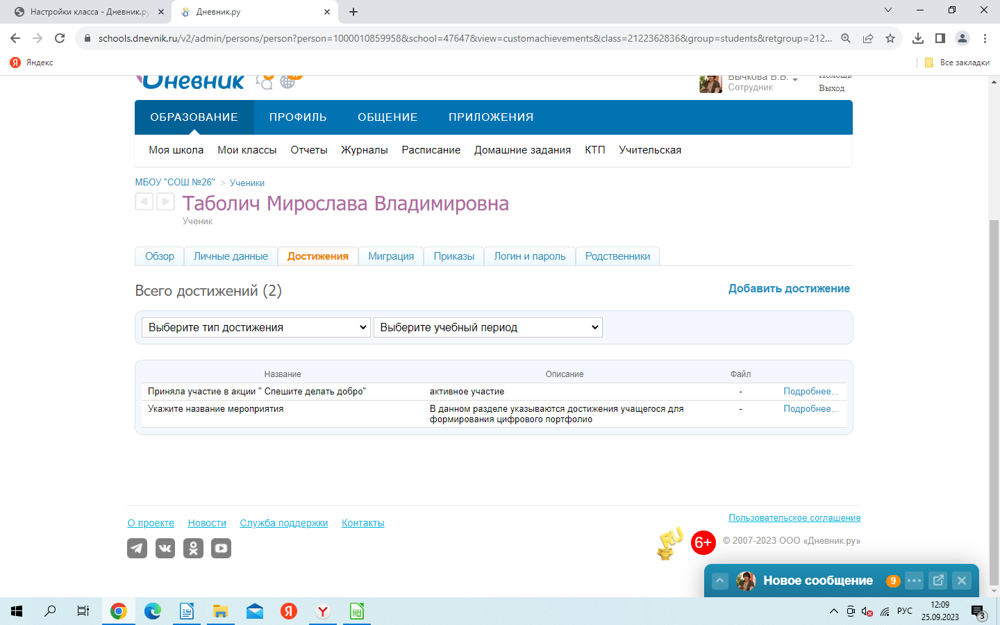 Настройки класса - Дневник.ру
Дневник.ру
schools.dnevnik.ru/v2/admin/persons/person?person=1000010859958&school=47647&view=customachievements&class=2122362836&group=students&retgroup=212...
Яндекс
Все закладки
Дневник
Бычкова В.В.
Сотрудник
Помощь
Выход
ОБРАЗОВАНИЕ ПРОФИЛЬ ОБЩЕНИЕ ПРИЛОЖЕНИЯ
Моя школа Мои классы Отчеты Журналы Расписание Домашние задания КТП Учительская
МБОУ "СОШ №26" > Ученики
Таболич Мирослава Владимировна
Ученик
Обзор Личные данные Достижения Миграция Приказы Логин и пароль Родственники
Всего достижений (2)
Добавить достижение
Выберите тип достижения Выберите учебный период
Название Описание Файл
Приняла участие в акции " Спешите делать добро" активное участие - Подробнее...
Укажите название мероприятия В данном разделе указываются достижения учащегося для - Подробнее...
формирования цифрового портфолио
О проекте Новости Служба поддержки Контакты
Пользовательское соглашение
RU 6+ © 2007-2023 ООО «Дневник.ру»
Новое сообщение 9
РУС 12:09
25.09.2023
3